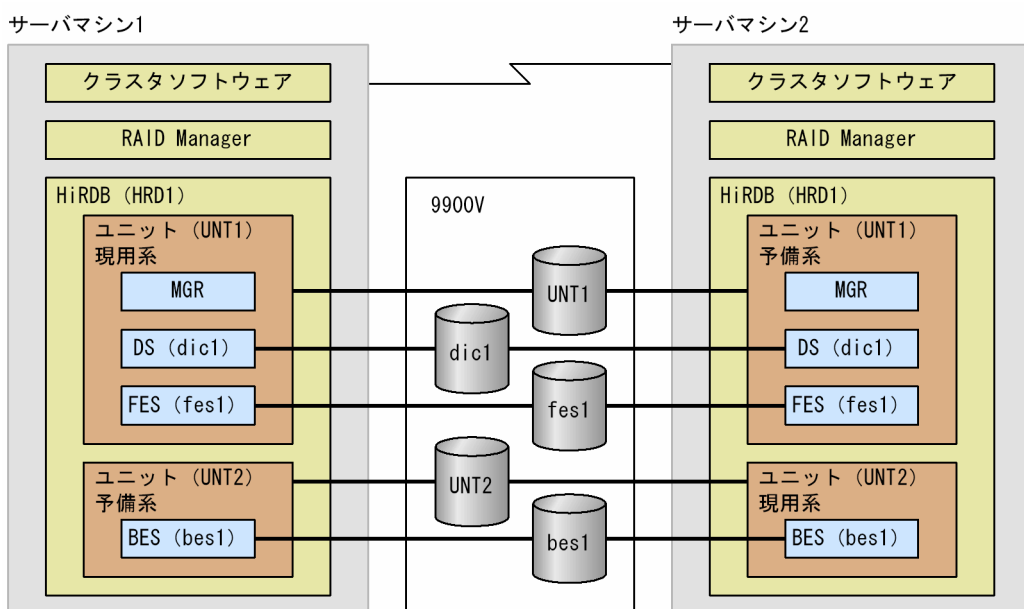 サーバマシン1
クラスタソフトウェア
RAID Manager
HiRDB (HRD1)
ユニット (UNT1)
現用系
MGR
DS (dic1)
FES (fes1)
ユニット (UNT2)
予備系
BES (bes1)
9900V
UNT1
dic1
fes1
UNT2
bes1
サーバマシン2
クラスタソフトウェア
RAID Manager
HiRDB (HRD1)
ユニット (UNT1)
予備系
MGR
DS (dic1)
FES (fes1)
ユニット (UNT2)
現用系
BES (bes1)